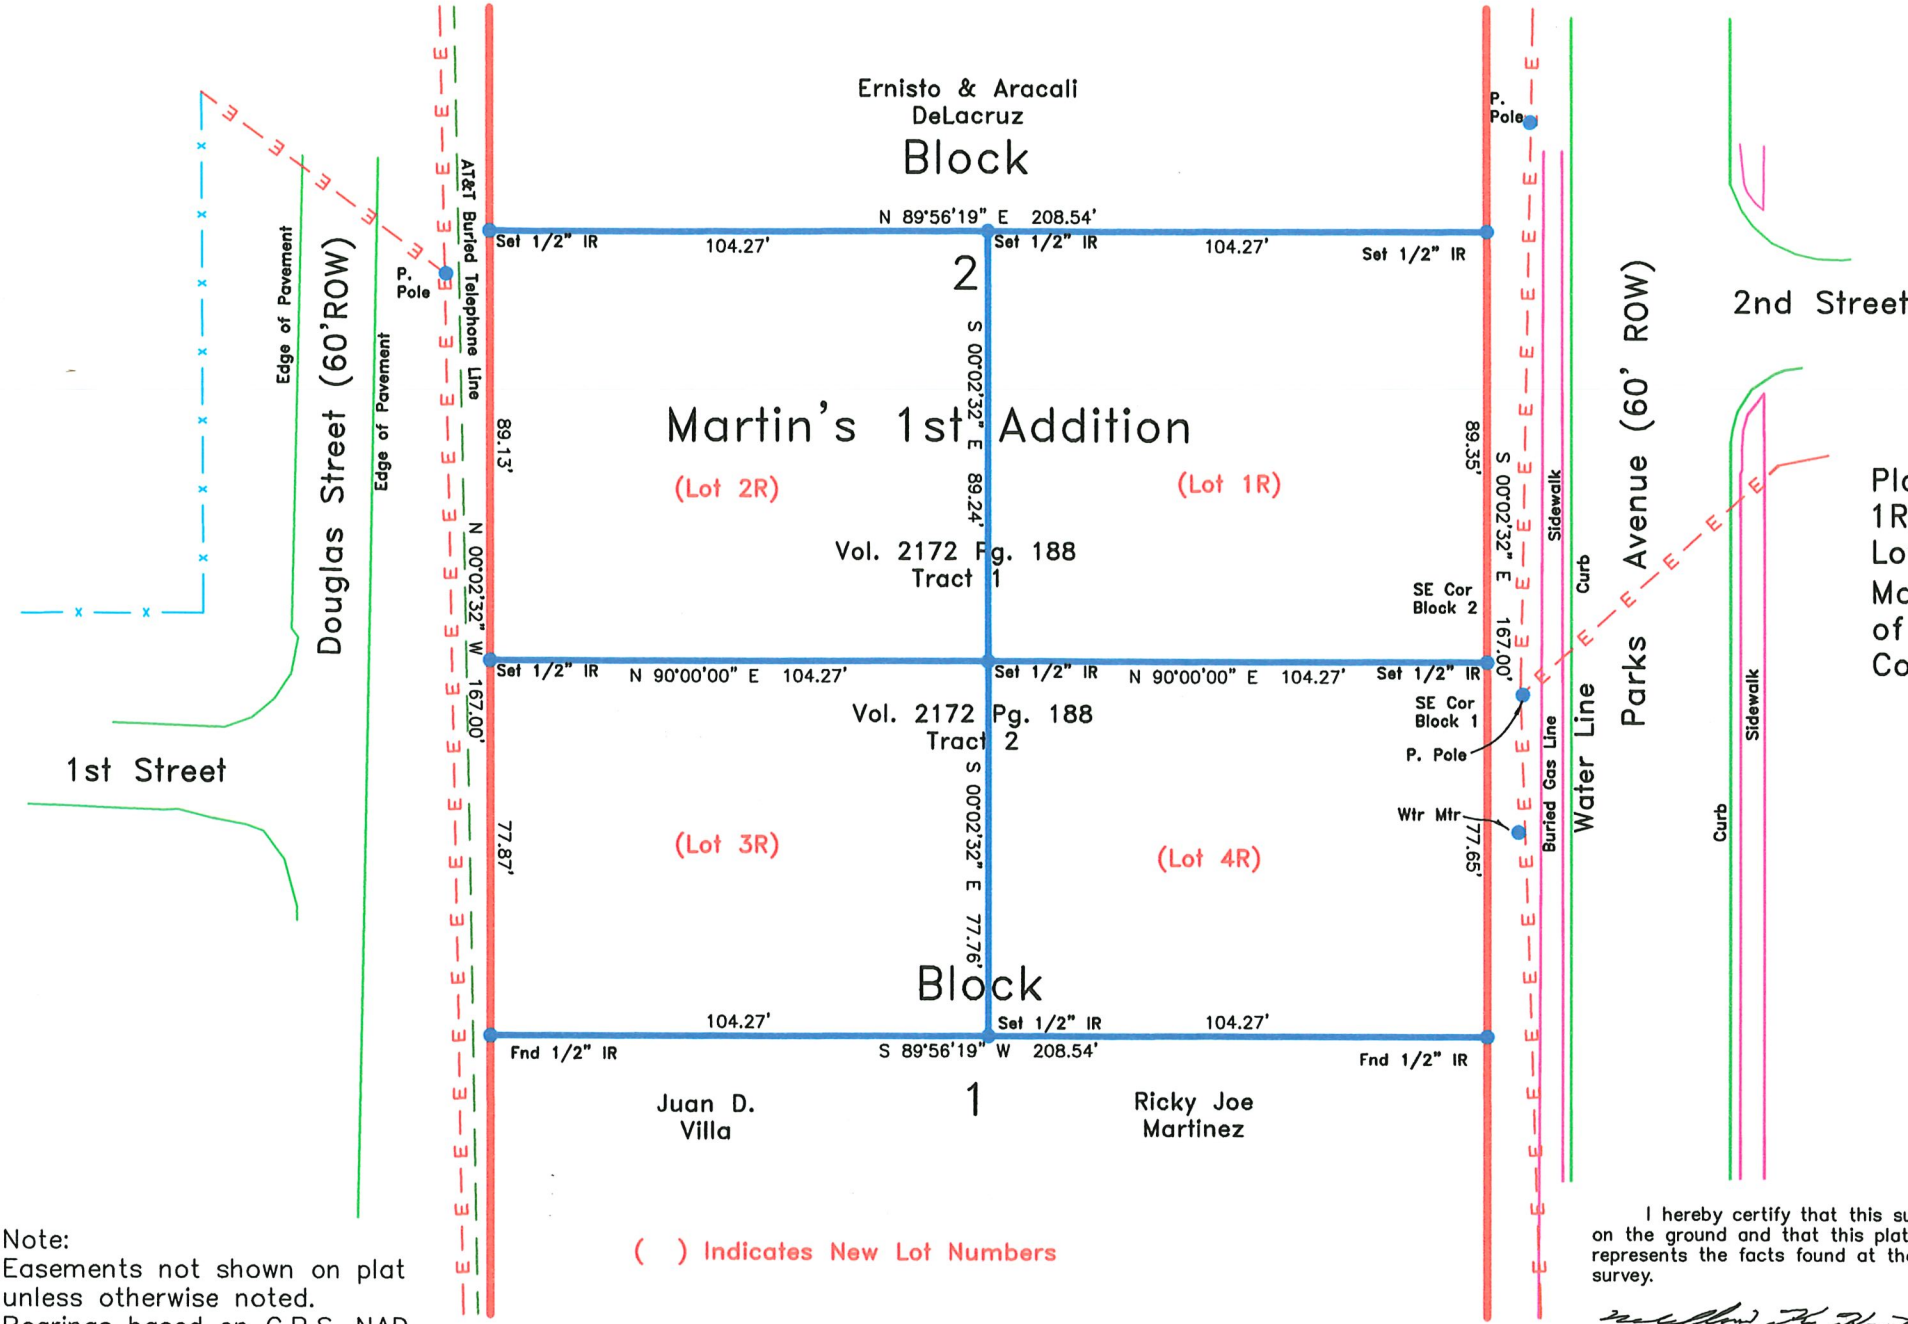 Ernisto & Aracali
DeLacruz
Block
P.
Pole
N 89°56'19" E 208.54'
Set 1/2" IR
104.27'
Set 1/2" IR
104.27'
Set 1/2" IR
2
P.
Pole
AT&T Buried Telephone Line
Edge of Pavement
Douglas Street (60'ROW)
Edge of Pavement
2nd Street
S 00°02'32" E 89.24'
Martin's 1st Addition
89.13'
89.35'
(Lot 2R)
(Lot 1R)
N 00°02'32" W 167.00'
S 00°02'32" E 167.00'
Sidewalk
Curb
Parks Avenue (60' ROW)
Vol. 2172 Pg. 188
Tract 1
SE Cor
Block 2
Set 1/2" IR
N 90°00'00" E 104.27'
Set 1/2" IR
N 90°00'00" E 104.27'
Set 1/2" IR
Vol. 2172 Pg. 188
Tract 2
SE Cor
Block 1
P. Pole
Wtr Mtr
Buried Gas Line
Water Line
Sidewalk
Curb
1st Street
77.87'
77.65'
S 00°02'32" E 77.76'
(Lot 3R)
(Lot 4R)
Block
104.27'
Set 1/2" IR
104.27'
Fnd 1/2" IR
S 89°56'19" W 208.54'
Fnd 1/2" IR
1
Juan D.
Villa
Ricky Joe
Martinez
( ) Indicates New Lot Numbers
1R
of
Note:
Easements not shown on plat
unless otherwise noted.
Bearings based on G.P.S. NAD
I hereby certify that this
on the ground and that this plat
represents the facts found at the
survey.